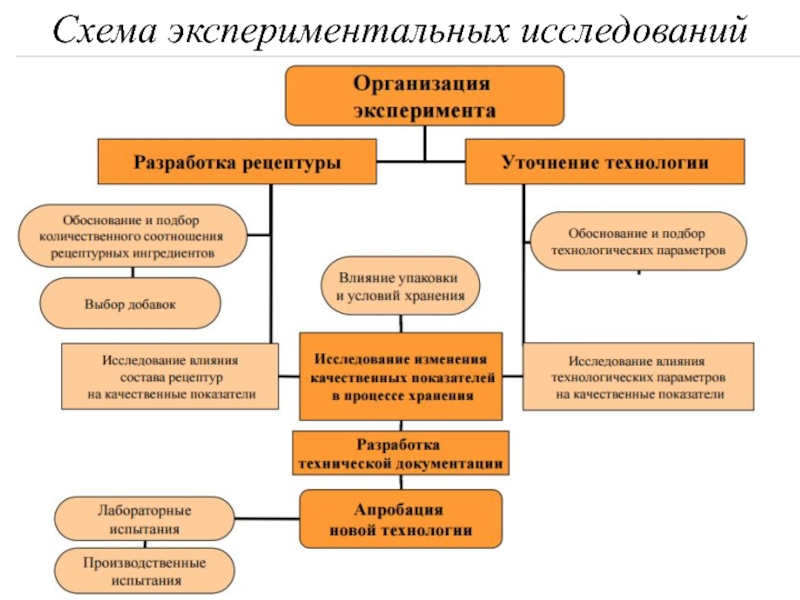 Схема экспериментальных исследований
Организация
эксперимента
Разработка рецептуры
Уточнение технологии
Обоснование и подбор
количественного соотношения
рецептурных ингредиентов
Обоснование и подбор
технологических параметров
Выбор добавок
Влияние упаковки
и условий хранения
Исследование влияния
состава рецептур
на качественные показатели
Исследование изменения
качественных показателей
в процессе хранения
Исследование влияния
технологических параметров
на качественные показатели
Разработка
технической документации
Апробация
новой технологии
Лабораторные
испытания
Производственные
испытания